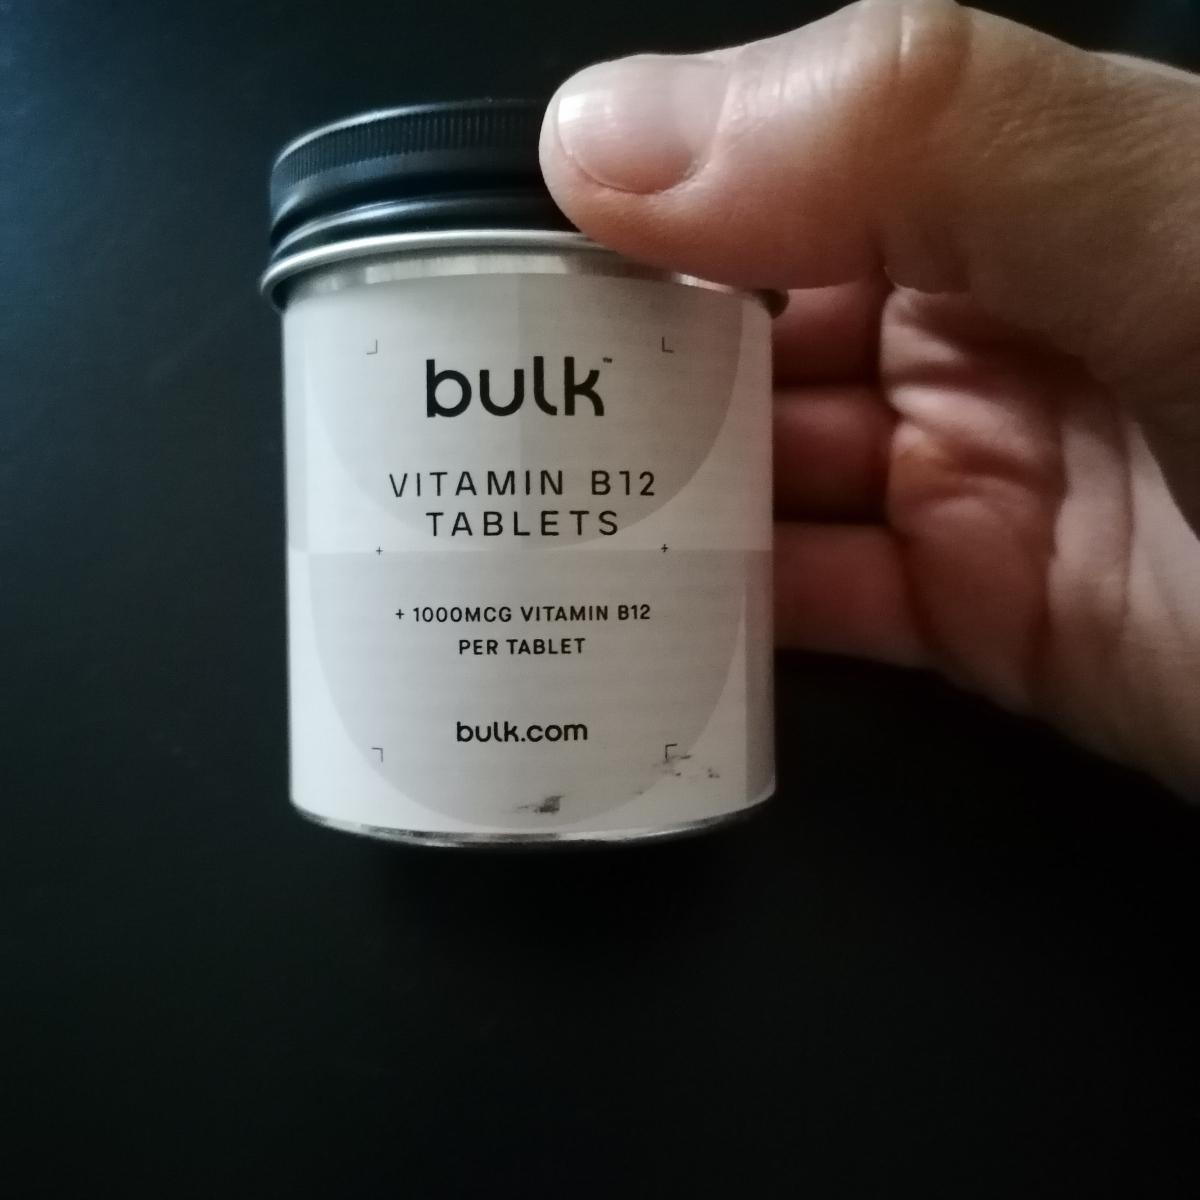 bulk™
VITAMIN B12
TABLETS
+ 1000MCG VITAMIN B12
PER TABLET
bulk.com